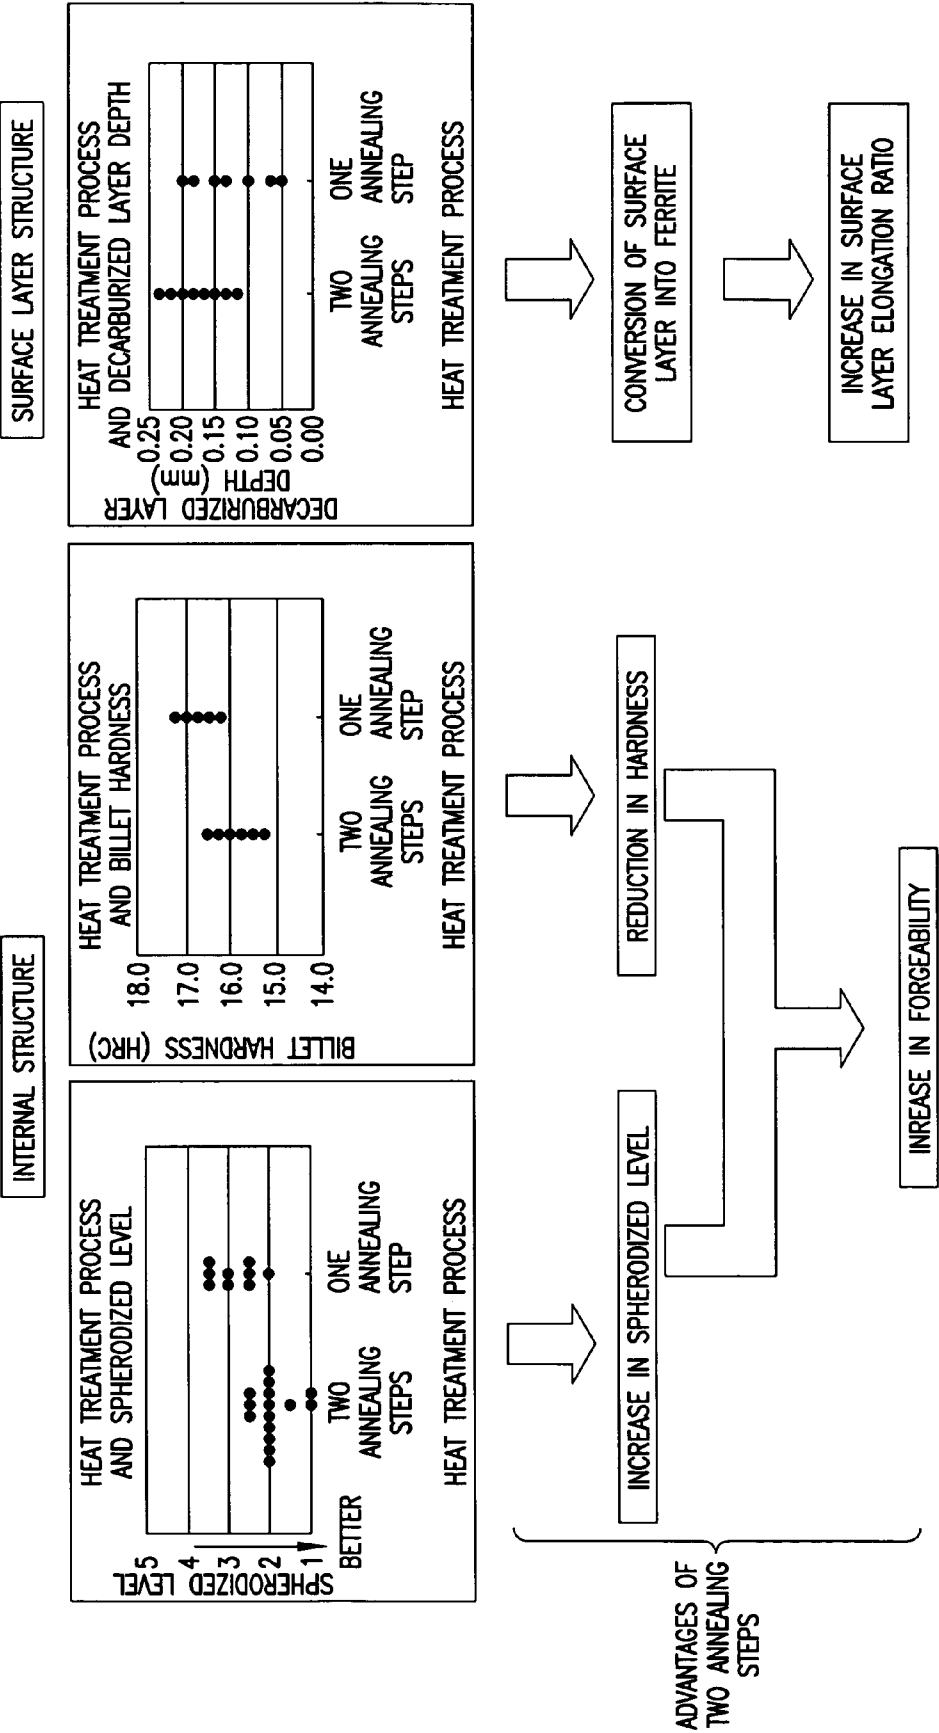 INTERNAL STRUCTURE
SURFACE LAYER STRUCTURE
HEAT TREATMENT PROCESS
AND SPHERODIZED LEVEL
SPHERODIZED LEVEL
5
4
3
2
1
BETTER
TWO
ANNEALING
STEPS
ONE
ANNEALING
STEP
HEAT TREATMENT PROCESS
HEAT TREATMENT PROCESS
AND BILLET HARDNESS
BILLET HARDNESS (HRC)
18.0
17.0
16.0
15.0
14.0
TWO
ANNEALING
STEPS
ONE
ANNEALING
STEP
HEAT TREATMENT PROCESS
HEAT TREATMENT PROCESS
AND DECARBURIZED LAYER DEPTH
DECARBURIZED LAYER
DEPTH (mm)
0.25
0.20
0.15
0.10
0.05
0.00
TWO
ANNEALING
STEPS
ONE
ANNEALING
STEP
HEAT TREATMENT PROCESS
ADVANTAGES OF
TWO ANNEALING
STEPS
INCREASE IN SPHERODIZED LEVEL
REDUCTION IN HARDNESS
CONVERSION OF SURFACE
LAYER INTO FERRITE
INREASE IN FORGEABILITY
INCREASE IN SURFACE
LAYER ELONGATION RATIO